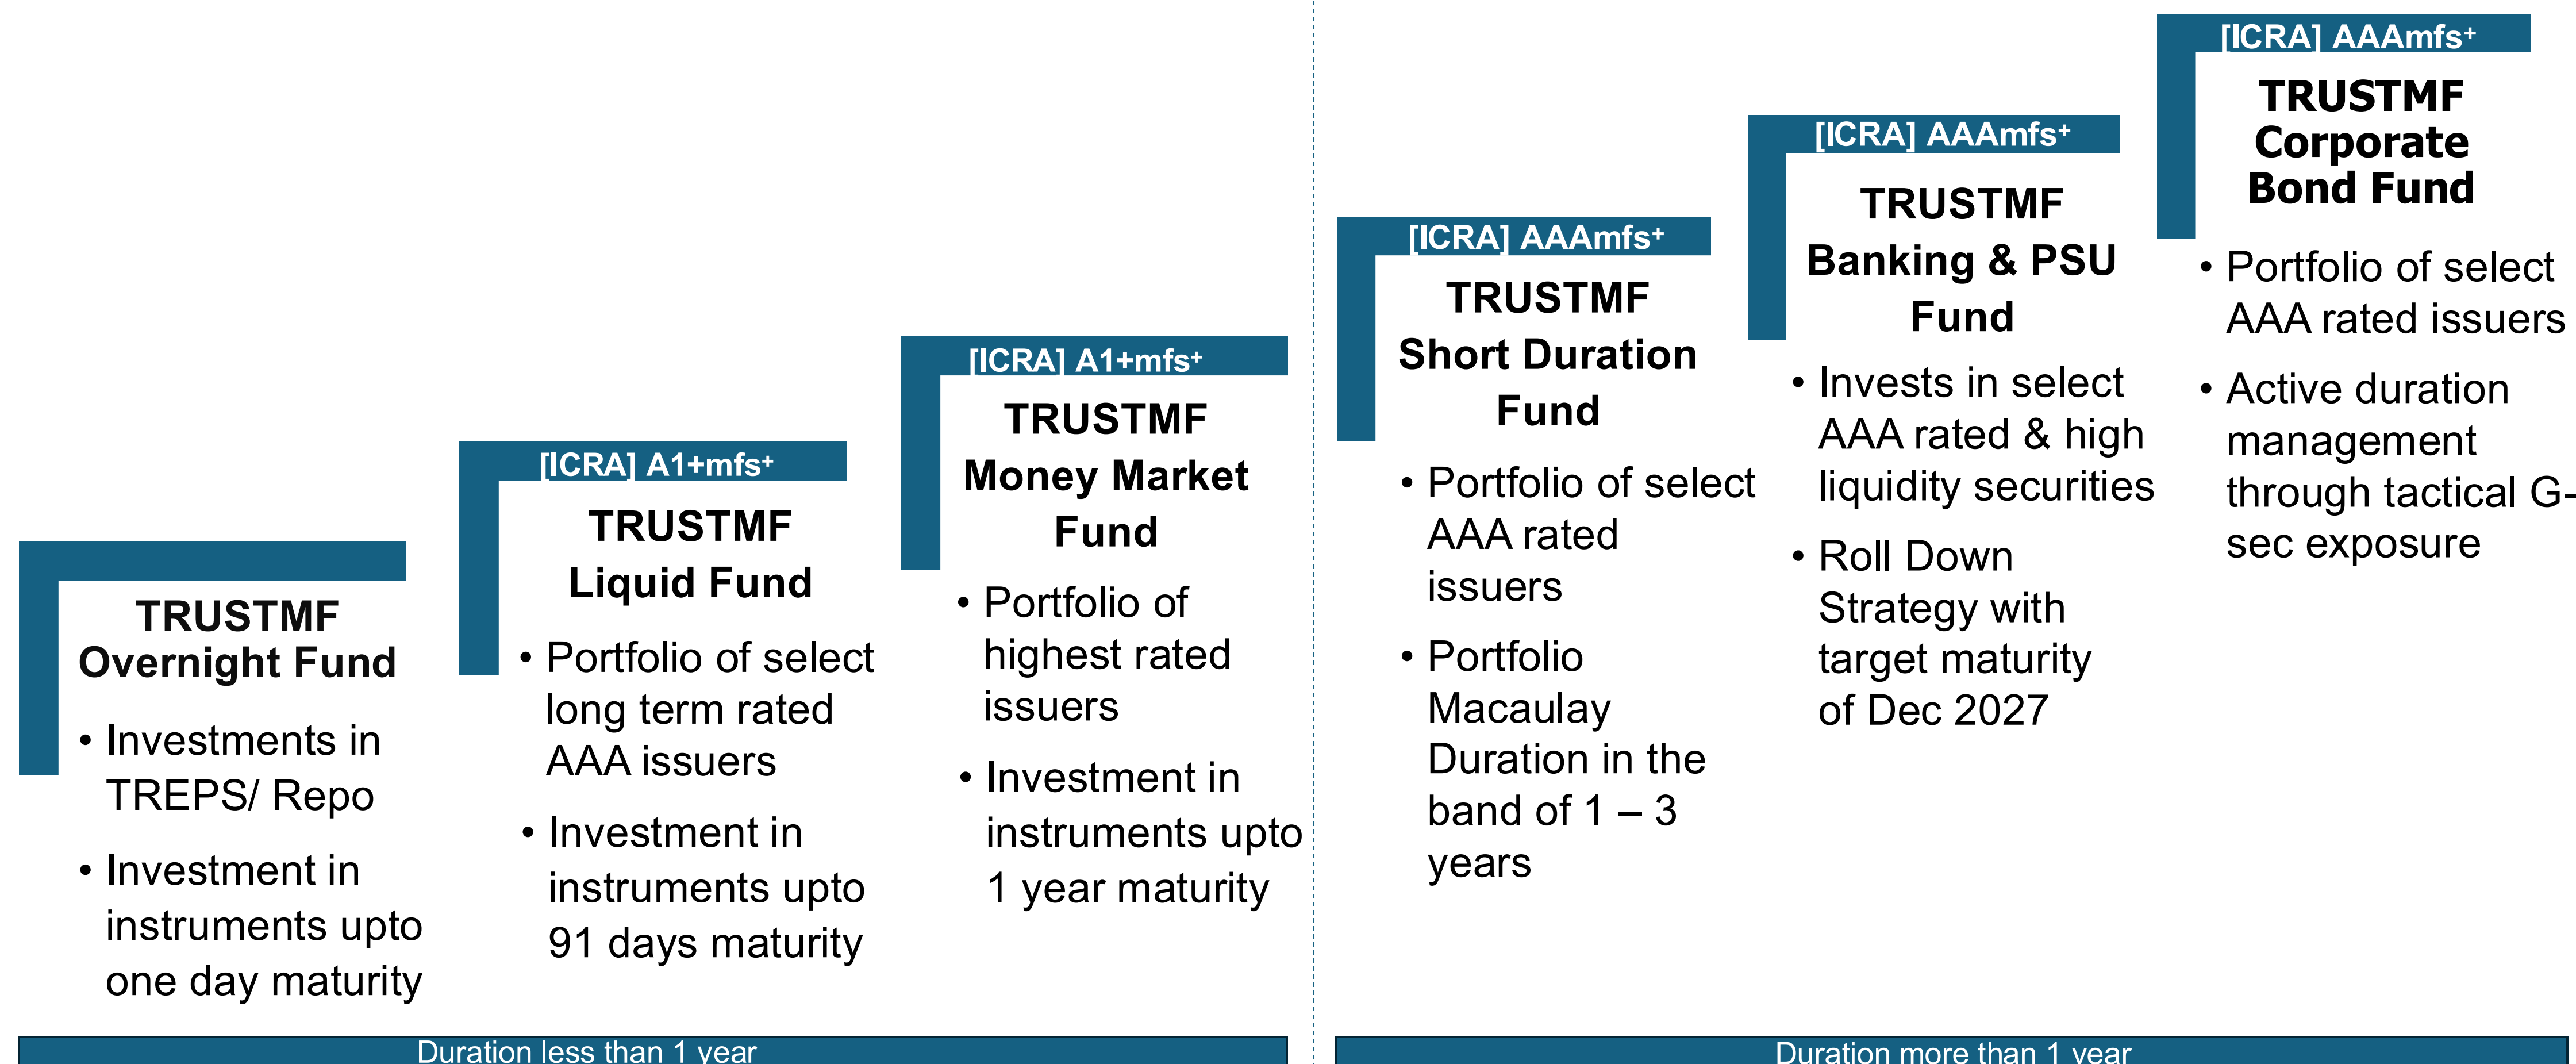 TRUSTMF
Overnight Fund
• Investments in
TREPS/ Repo
• Investment in
instruments upto
one day maturity
[ICRA] A1+mfs+
TRUSTMF
Liquid Fund
• Portfolio of select
long term rated
AAA issuers
• Investment in
instruments upto
91 days maturity
[ICRA] A1+mfs+
TRUSTMF
Money Market
Fund
• Portfolio of
highest rated
issuers
• Investment in
instruments upto
1 year maturity
Duration less than 1 year
[ICRA] AAAmfs+
TRUSTMF
Short Duration
Fund
• Portfolio of select
AAA rated
issuers
• Portfolio
Macaulay
Duration in the
band of 1 – 3
years
[ICRA] AAAmfs+
TRUSTMF
Banking & PSU
Fund
• Invests in select
AAA rated & high
liquidity securities
• Roll Down
Strategy with
target maturity
of Dec 2027
[ICRA] AAAmfs+
TRUSTMF
Corporate
Bond Fund
• Portfolio of select
AAA rated issuers
• Active duration
management
through tactical G-
sec exposure
Duration more than 1 year